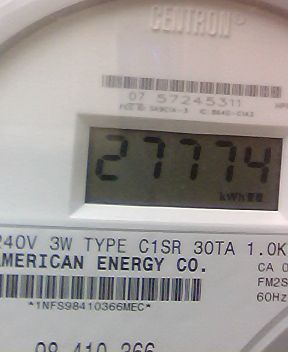 CENTRON®
07 57245311
27774
kWh
240V 3W TYPE C1SR 30TA 1.0K
AMERICAN ENERGY CO.
CA 0
FM2S
60Hz
*1NFS98410366MEC*
98 410 366